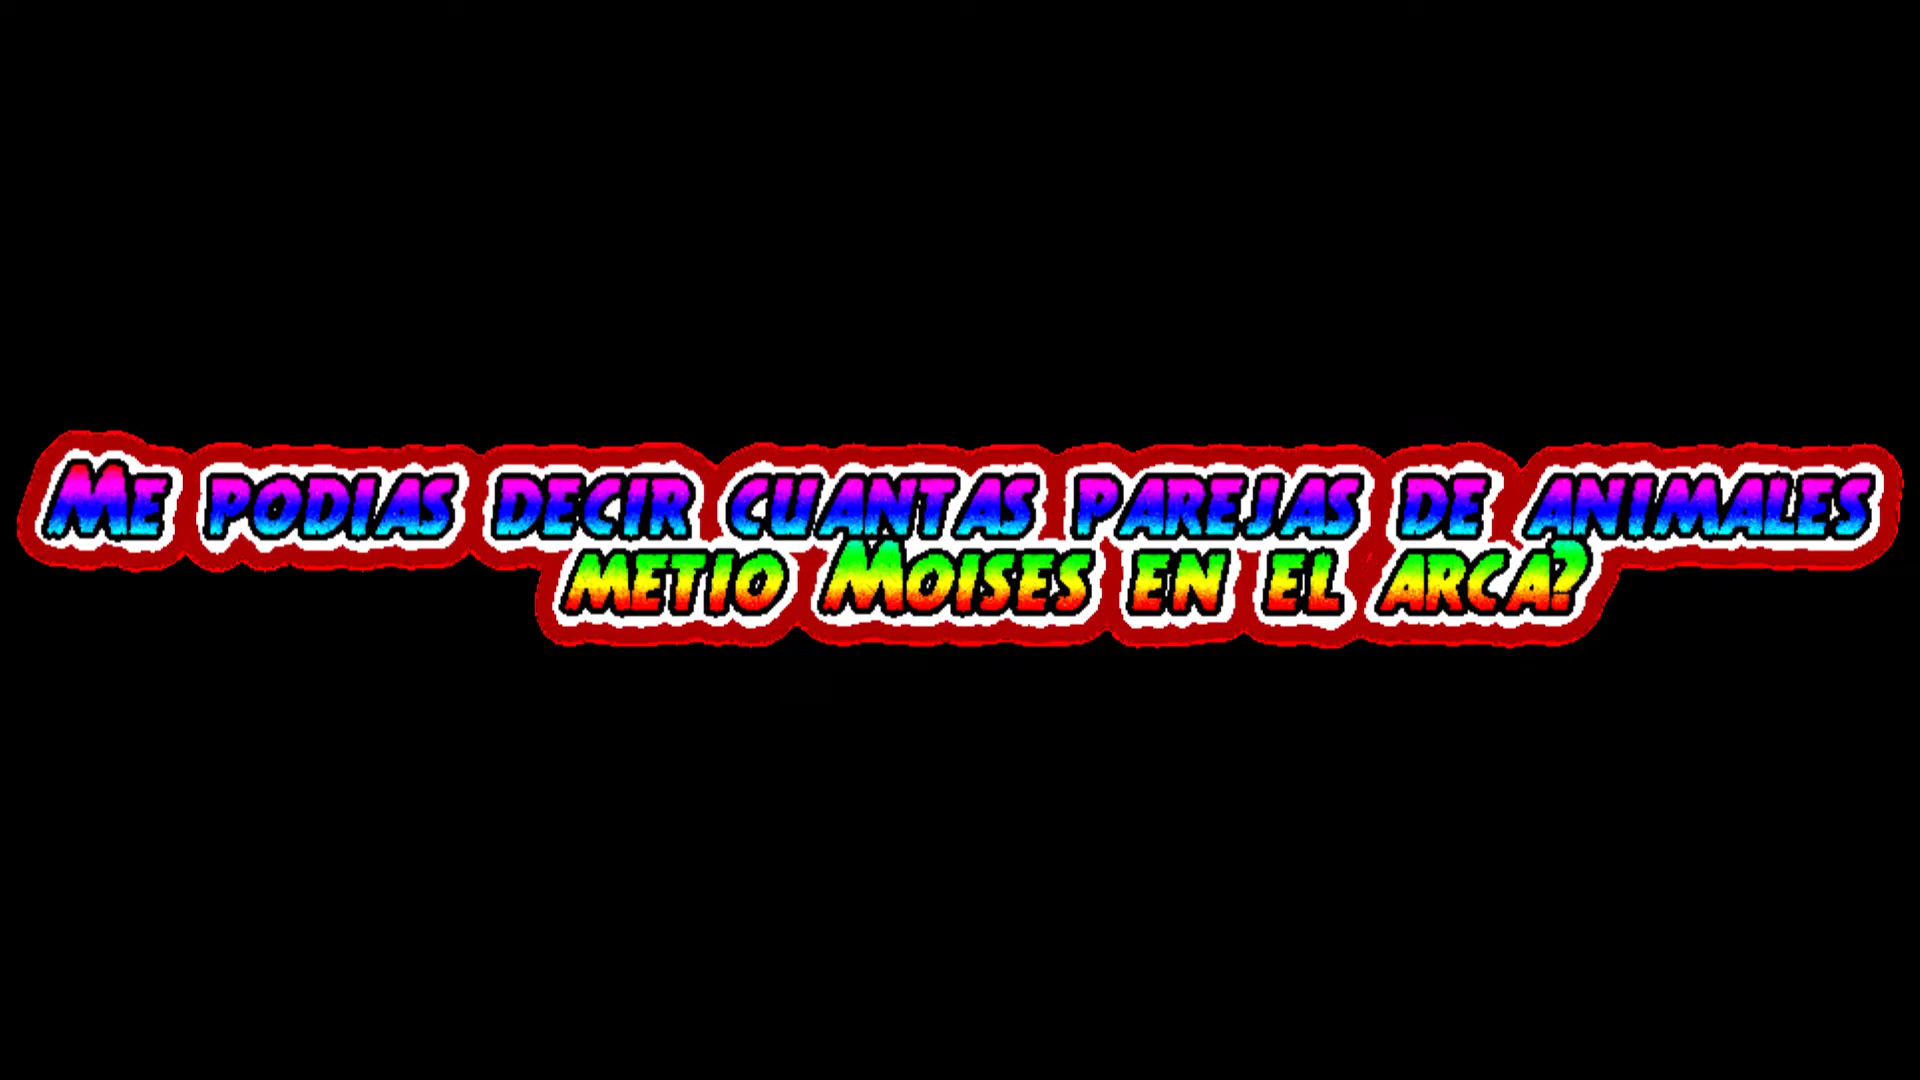 Me podias decir cuantas parejas de animales
metio Moises en el arca?